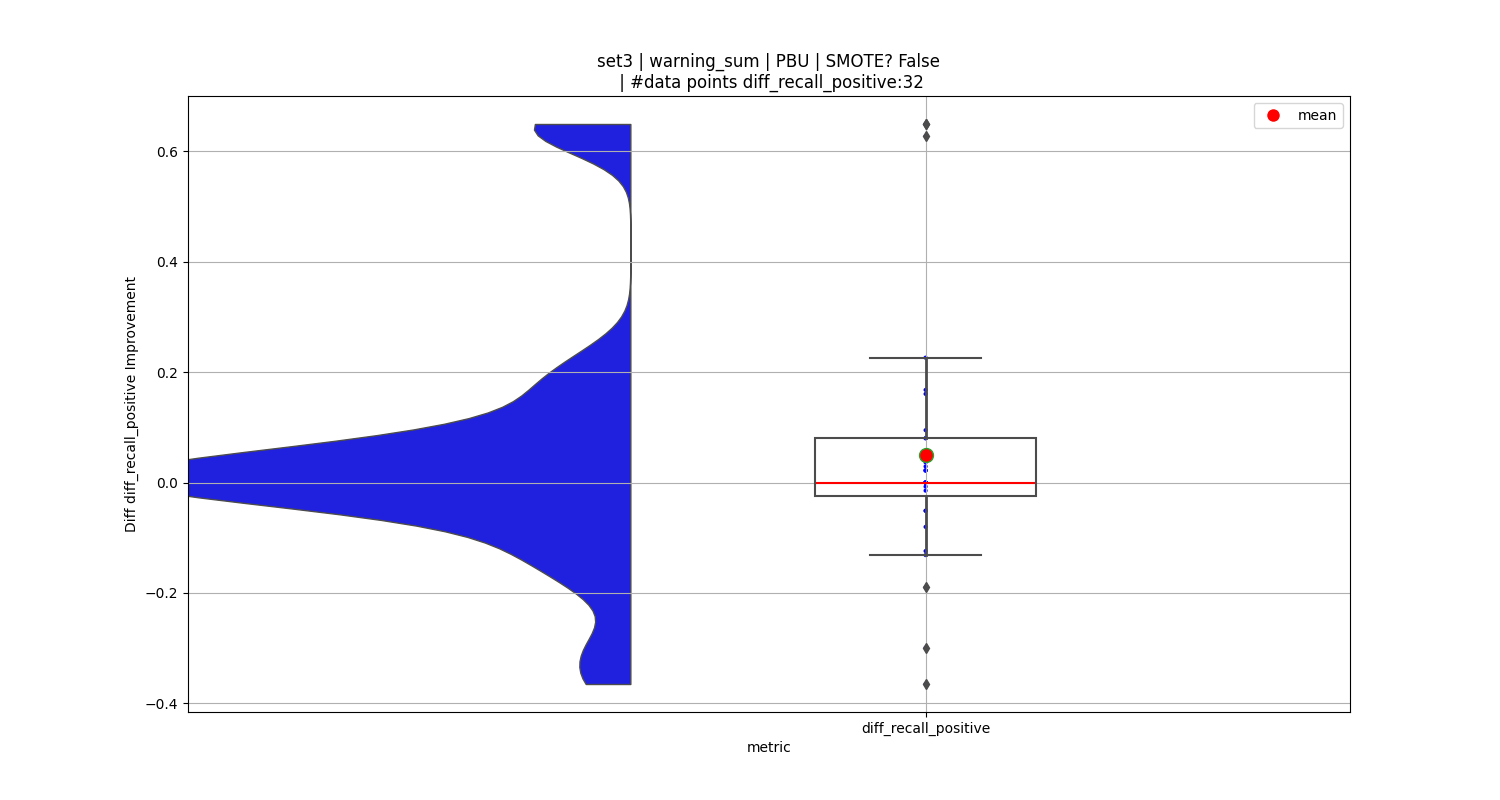 set3 | warning_sum | PBU | SMOTE? False
| #data points diff_recall_positive:32
mean
0.6
0.4
0.2
0.0
−0.2
−0.4
Diff diff_recall_positive Improvement
diff_recall_positive
metric